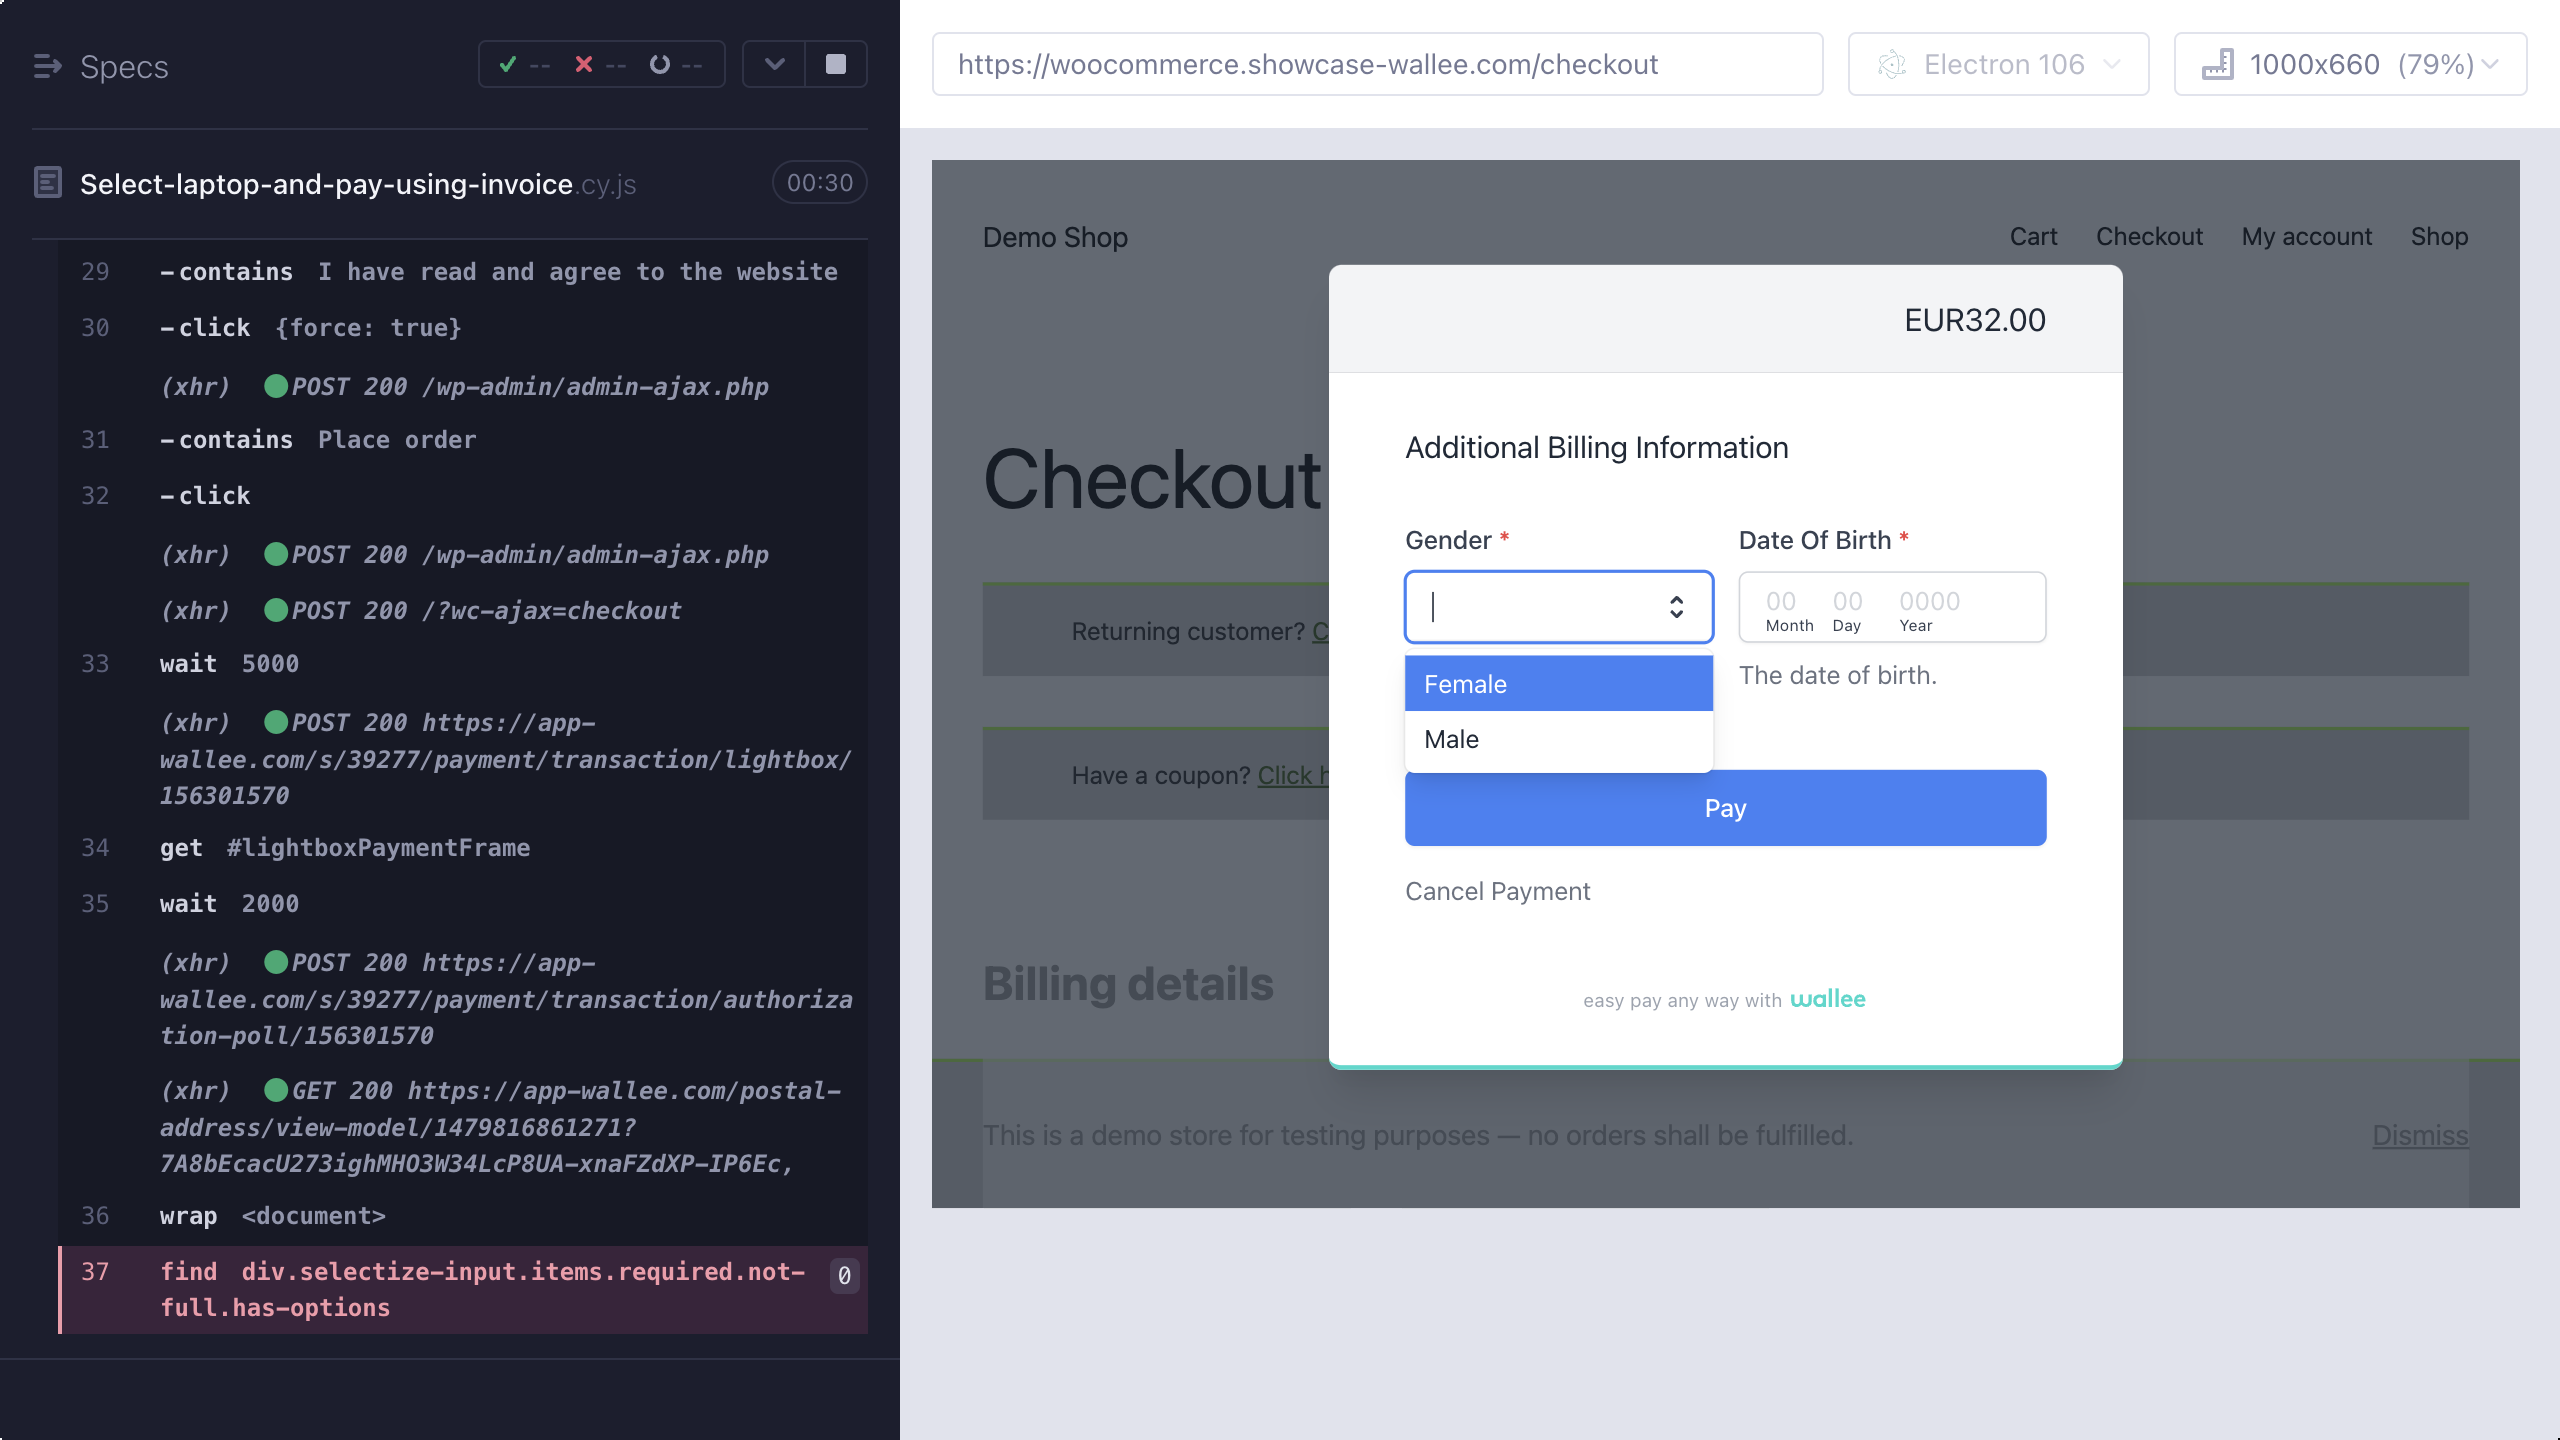 Specs
--
--
--
Select-laptop-and-pay-using-invoice.cy.js
00:30
29 -contains I have read and agree to the website
30 -click {force: true}
(xhr) POST 200 /wp-admin/admin-ajax.php
31 -contains Place order
32 -click
(xhr) POST 200 /wp-admin/admin-ajax.php
(xhr) POST 200 /?wc-ajax=checkout
33 wait 5000
(xhr) POST 200 https://app-
wallee.com/s/39277/payment/transaction/lightbox/
156301570
34 get #lightboxPaymentFrame
35 wait 2000
(xhr) POST 200 https://app-
wallee.com/s/39277/payment/transaction/authoriza
tion-poll/156301570
(xhr) GET 200 https://app-wallee.com/postal-
address/view-model/1479816861271?
7A8bEcacU273ighMHO3W34LcP8UA-xnaFZdXP-IP6Ec,
36 wrap <document>
37 find div.selectize-input.items.required.not-
full.has-options
0
https://woocommerce.showcase-wallee.com/checkout
Electron 106
1000x660 (79%)
Demo Shop
Cart Checkout My account Shop
EUR32.00
Checkout
Additional Billing Information
Gender *
Date Of Birth *
00 00 0000
Month Day Year
Returning customer? C
Female
The date of birth.
Male
Have a coupon? Click h
Pay
Cancel Payment
Billing details
easy pay any way with wallee
This is a demo store for testing purposes — no orders shall be fulfilled.
Dismiss